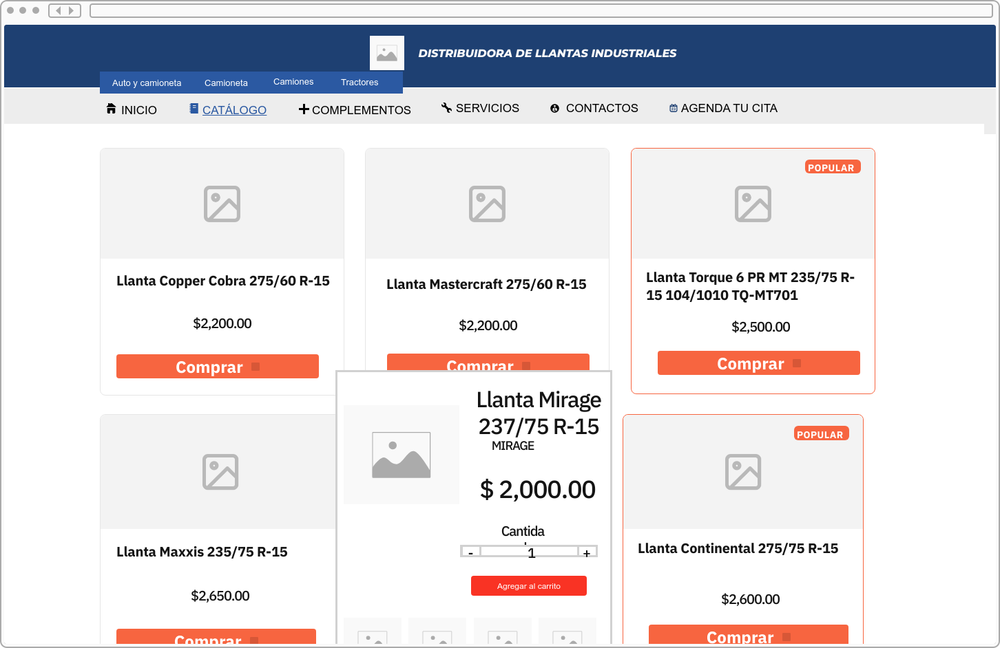 DISTRIBUIDORA DE LLANTAS INDUSTRIALES
Auto y camioneta
Camioneta
Camiones
Tractores
INICIO
CATÁLOGO
COMPLEMENTOS
SERVICIOS
CONTACTOS
AGENDA TU CITA
Llanta Copper Cobra 275/60 R-15
$2,200.00
Comprar
Llanta Mastercraft 275/60 R-15
$2,200.00
Comprar
POPULAR
Llanta Torque 6 PR MT 235/75 R-
15 104/1010 TQ-MT701
$2,500.00
Comprar
Llanta Maxxis 235/75 R-15
$2,650.00
Comprar
Llanta Mirage
237/75 R-15
MIRAGE
$ 2,000.00
Cantida
- 1 +
Agregar al carrito
POPULAR
Llanta Continental 275/75 R-15
$2,600.00
Comprar